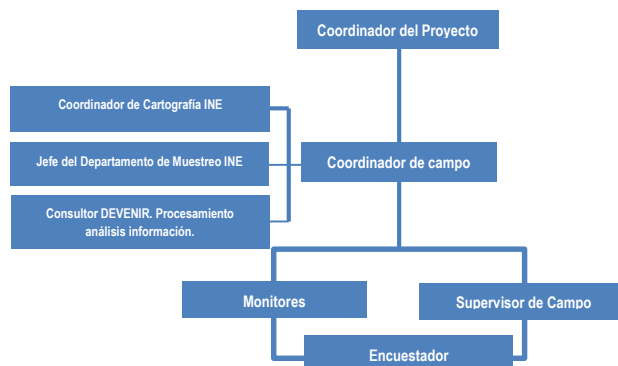 Coordinador del Proyecto
Coordinador de Cartografía INE
Jefe del Departamento de Muestreo INE
Coordinador de campo
Consultor DEVENIR. Procesamiento
análisis información.
Monitores
Supervisor de Campo
Encuestador